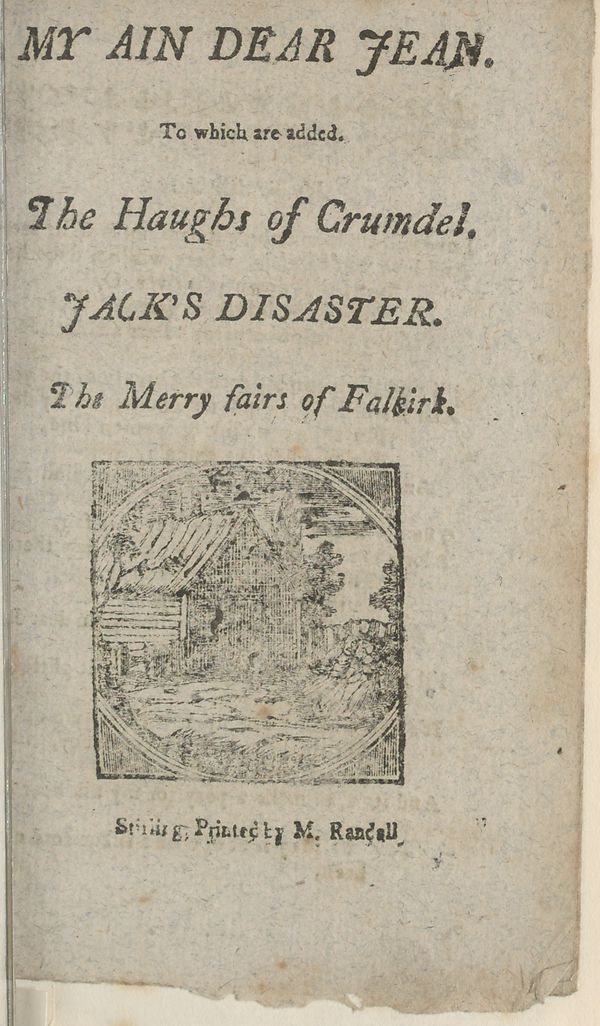 MY AIN DEAR JEAN.
To which are added.
The Haughs of Crumdel.
JACK'S DISASTER.
The Merry fairs of Falkirk.
Stirling; Printed by M. Randall